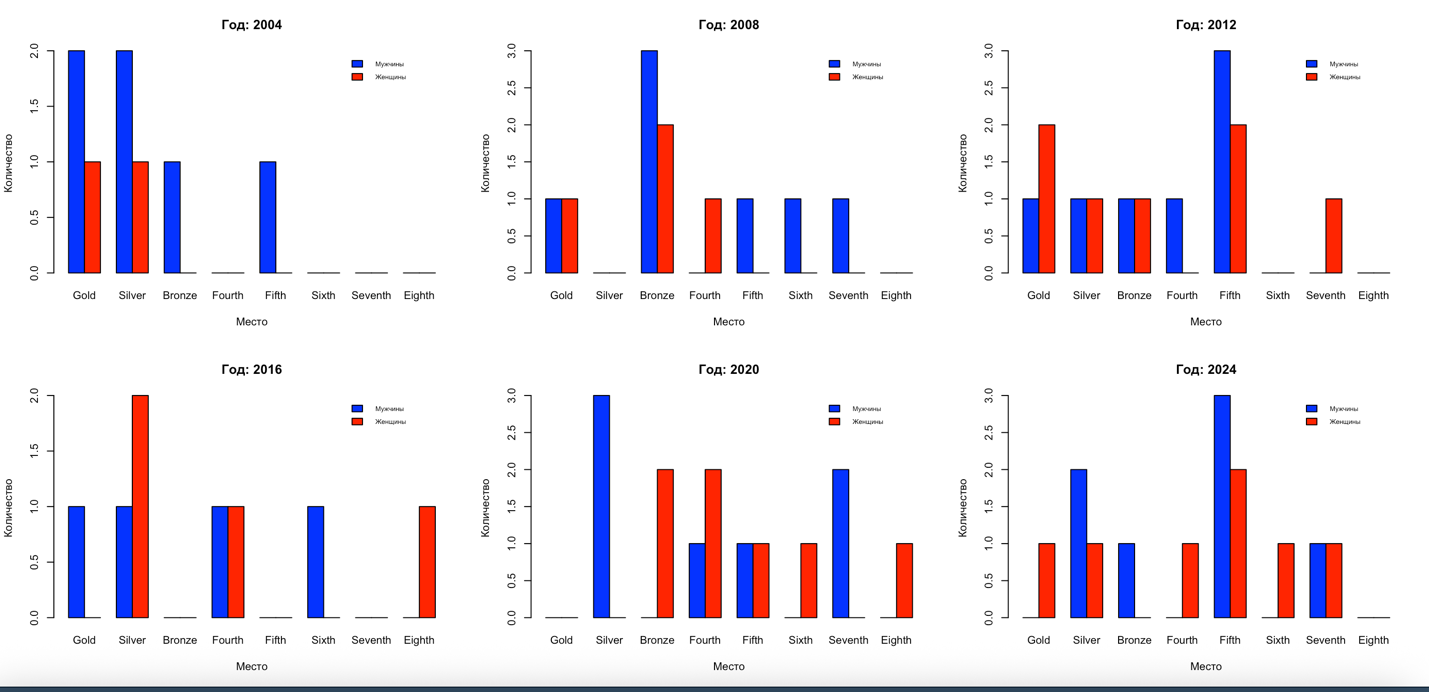 Год: 2004
Мужчины
Женщины
Количество
0.0 0.5 1.0 1.5 2.0
Gold Silver Bronze Fourth Fifth Sixth Seventh Eighth
Место
Год: 2008
Мужчины
Женщины
Количество
0.0 0.5 1.0 1.5 2.0 2.5 3.0
Gold Silver Bronze Fourth Fifth Sixth Seventh Eighth
Место
Год: 2012
Мужчины
Женщины
Количество
0.0 0.5 1.0 1.5 2.0 2.5 3.0
Gold Silver Bronze Fourth Fifth Sixth Seventh Eighth
Место
Год: 2016
Мужчины
Женщины
Количество
0.0 0.5 1.0 1.5 2.0
Gold Silver Bronze Fourth Fifth Sixth Seventh Eighth
Место
Год: 2020
Мужчины
Женщины
Количество
0.0 0.5 1.0 1.5 2.0 2.5 3.0
Gold Silver Bronze Fourth Fifth Sixth Seventh Eighth
Место
Год: 2024
Мужчины
Женщины
Количество
0.0 0.5 1.0 1.5 2.0 2.5 3.0
Gold Silver Bronze Fourth Fifth Sixth Seventh Eighth
Место